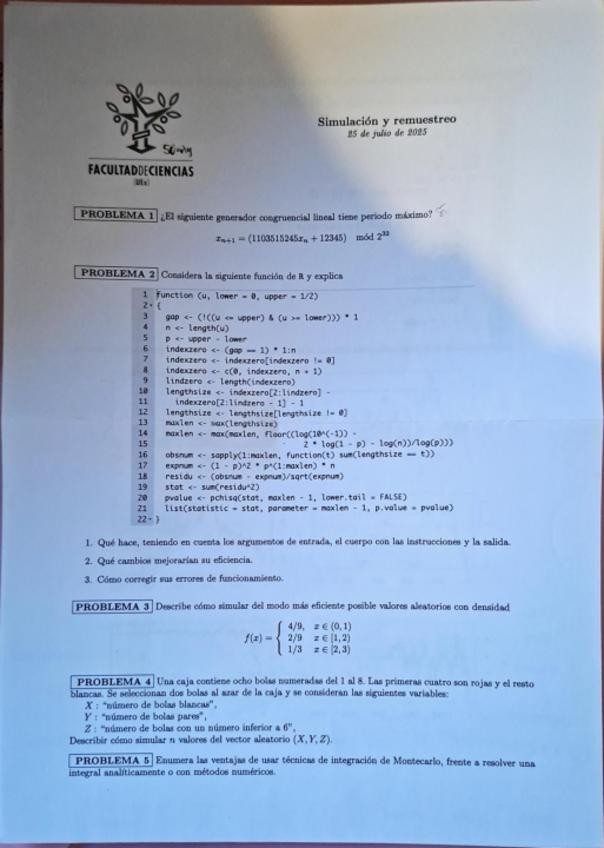 Simulación y remuestreo
25 de julio de 2025
FACULTADDECIENCIAS
UEx
PROBLEMA 1 ¿El siguiente generador congruencial lineal tiene periodo máximo?
xₙ₊₁ = (1103515245xₙ + 12345) mód 2³²
PROBLEMA 2 Considera la siguiente función de R y explica
1 function (u, lower = 0, upper = 1/2)
2 {
3 gap <- (!((u <= upper) & (u >= lower))) * 1
4 n <- length(u)
5 p <- upper - lower
6 indexzero <- (gap == 1) * 1:n
7 indexzero <- indexzero[indexzero != 0]
8 indexzero <- c(0, indexzero, n + 1)
9 lindzero <- length(indexzero)
10 lengthsize <- indexzero[2:lindzero] -
11 indexzero[2:lindzero - 1] - 1
12 lengthsize <- lengthsize[lengthsize != 0]
13 maxlen <- max(lengthsize)
14 maxlen <- max(maxlen, floor((log(10^(-1)) -
15 2 * log(1 - p) - log(n))/log(p)))
16 obsnum <- sapply(1:maxlen, function(t) sum(lengthsize == t))
17 expnum <- (1 - p)^2 * p^(1:maxlen) * n
18 residu <- (obsnum - expnum)/sqrt(expnum)
19 stat <- sum(residu^2)
20 pvalue <- pchisq(stat, maxlen - 1, lower.tail = FALSE)
21 list(statistic = stat, parameter = maxlen - 1, p.value = pvalue)
22 }
1. Qué hace, teniendo en cuenta los argumentos de entrada, el cuerpo con las instrucciones y la salida.
2. Qué cambios mejorarían su eficiencia.
3. Cómo corregir sus errores de funcionamiento.
PROBLEMA 3 Describe cómo simular del modo más eficiente posible valores aleatorios con densidad
4/9, x ∈ (0, 1)
f(x) = { 2/9 x ∈ [1, 2)
1/3 x ∈ [2, 3)
PROBLEMA 4 Una caja contiene ocho bolas numeradas del 1 al 8. Las primeras cuatro son rojas y el resto
blancas. Se seleccionan dos bolas al azar de la caja y se consideran las siguientes variables:
X : "número de bolas blancas",
Y : "número de bolas pares",
Z : "número de bolas con un número inferior a 6",
Describir cómo simular n valores del vector aleatorio (X, Y, Z).
PROBLEMA 5 Enumera las ventajas de usar técnicas de integración de Montecarlo, frente a resolver una
integral analíticamente o con métodos numéricos.